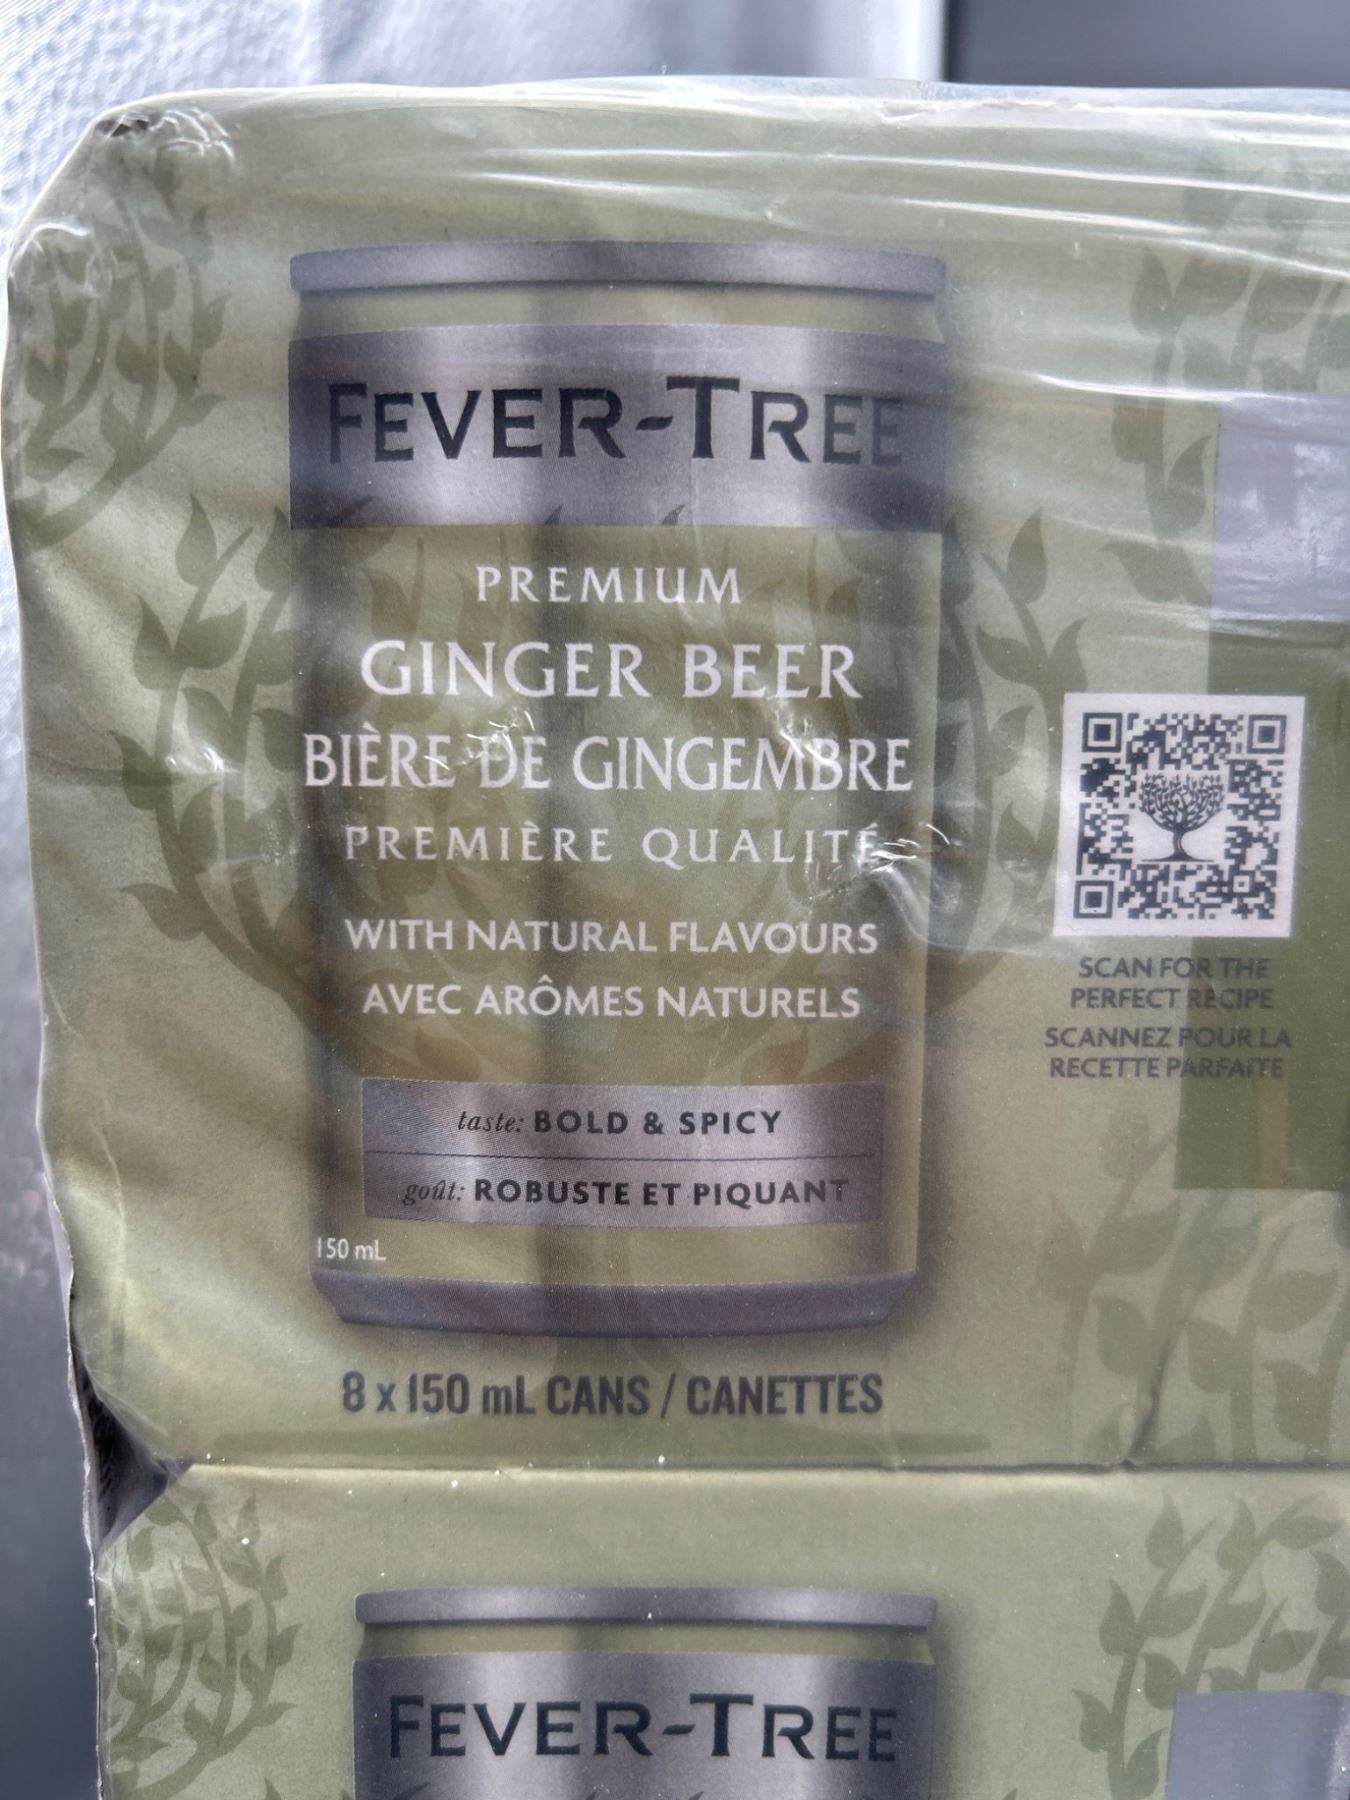 FEVER-TREE
PREMIUM
GINGER BEER
BIÈRE DE GINGEMBRE
PREMIÈRE QUALITÉ
WITH NATURAL FLAVOURS
AVEC ARÔMES NATURELS
taste: BOLD & SPICY
goût: ROBUSTE ET PIQUANT
150 mL
8 x 150 mL CANS / CANETTES
SCAN FOR THE
PERFECT RECIPE
SCANNEZ POUR LA
RECETTE PARFAITE
FEVER-TREE